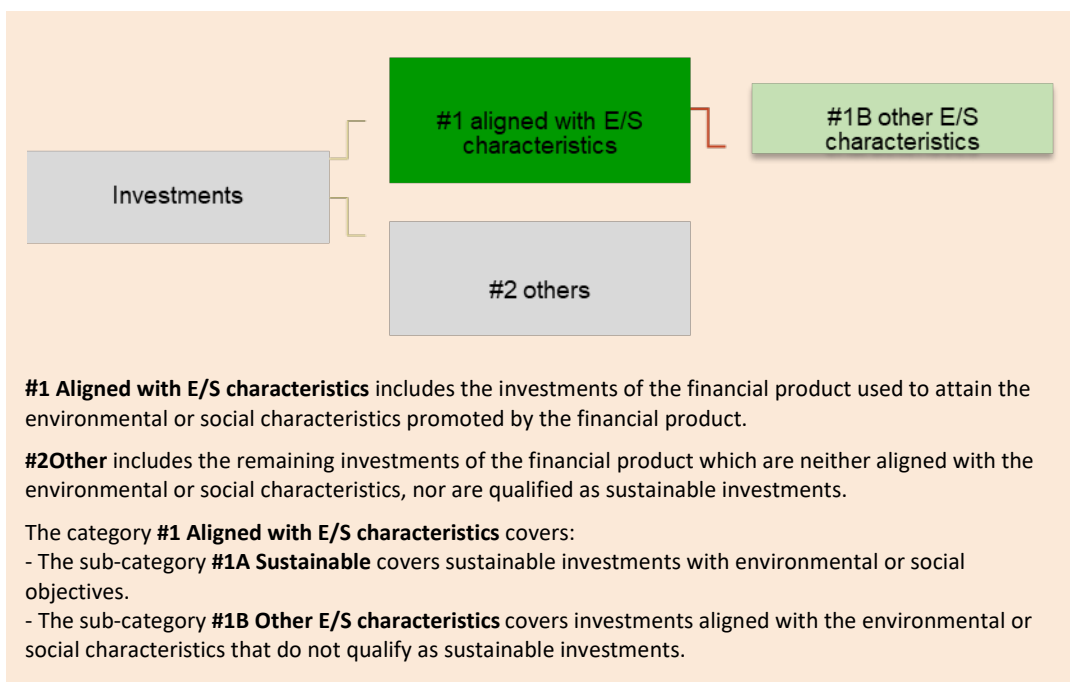 #1 aligned with E/S
characteristics
#1B other E/S
characteristics
Investments
#2 others
#1 Aligned with E/S characteristics includes the investments of the financial product used to attain the
environmental or social characteristics promoted by the financial product.
#2Other includes the remaining investments of the financial product which are neither aligned with the
environmental or social characteristics, nor are qualified as sustainable investments.
The category #1 Aligned with E/S characteristics covers:
- The sub-category #1A Sustainable covers sustainable investments with environmental or social
objectives.
- The sub-category #1B Other E/S characteristics covers investments aligned with the environmental or
social characteristics that do not qualify as sustainable investments.